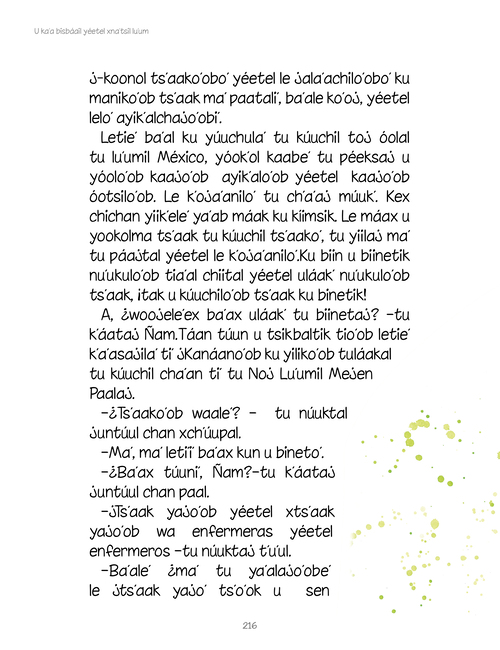 U ka'a bisbáail yéetel xna'tsil lu'um
j-koonol ts'aako'obo' yéetel le jala'achilo'obo' ku
maniko'ob ts'aak ma' paatali', ba'ale ko'oj, yéetel
lelo' ayik'alchajo'obi'.
Letie' ba'al ku yúuchula' tu kúuchil toj óolal
tu lu'umil México, yóok'ol kaabe' tu péeksaj u
yóolo'ob kaajo'ob ayik'alo'ob yéetel kaajo'ob
óotsilo'ob. Le k'oja'anilo' tu ch'a'aj múuk'. Kex
chichan yiik'ele' ya'ab máak ku kíimsik. Le máax u
yookolma ts'aak tu kúuchil ts'aako', tu yiilaj ma'
tu páajtal yéetel le k'oja'anilo'.Ku biin u biinetik
nu'ukulo'ob tia'al chiital yéetel uláak' nu'ukulo'ob
ts'aak, ¡tak u kúuchilo'ob ts'aak ku binetik!
A, ¿woojele'ex ba'ax uláak' tu biinetaj? –tu
k'áataj Ñam.Táan túun u tsikbaltik tio'ob letie'
k'a'asajila' ti' jKanáano'ob ku yiliko'ob tuláakal
tu kúuchil cha'an ti' tu Noj Lu'umil Mejen
Paalaj.
–¿Ts'aako'ob waale'? – tu núuktal
juntúul chan xch'úupal.
–Ma', ma' leti'i' ba'ax kun u bineto'.
–¿Ba'ax túuni', Ñam?–tu k'áataj
juntúul chan paal.
–JTs'aak yajo'ob yéetel xts'aak
yajo'ob wa enfermeras yéetel
enfermeros –tu núuktaj t'u'ul.
–Ba'ale' ¿ma' tu ya'alajo'obe'
le jts'aak yajo' ts'o'ok u sen
216